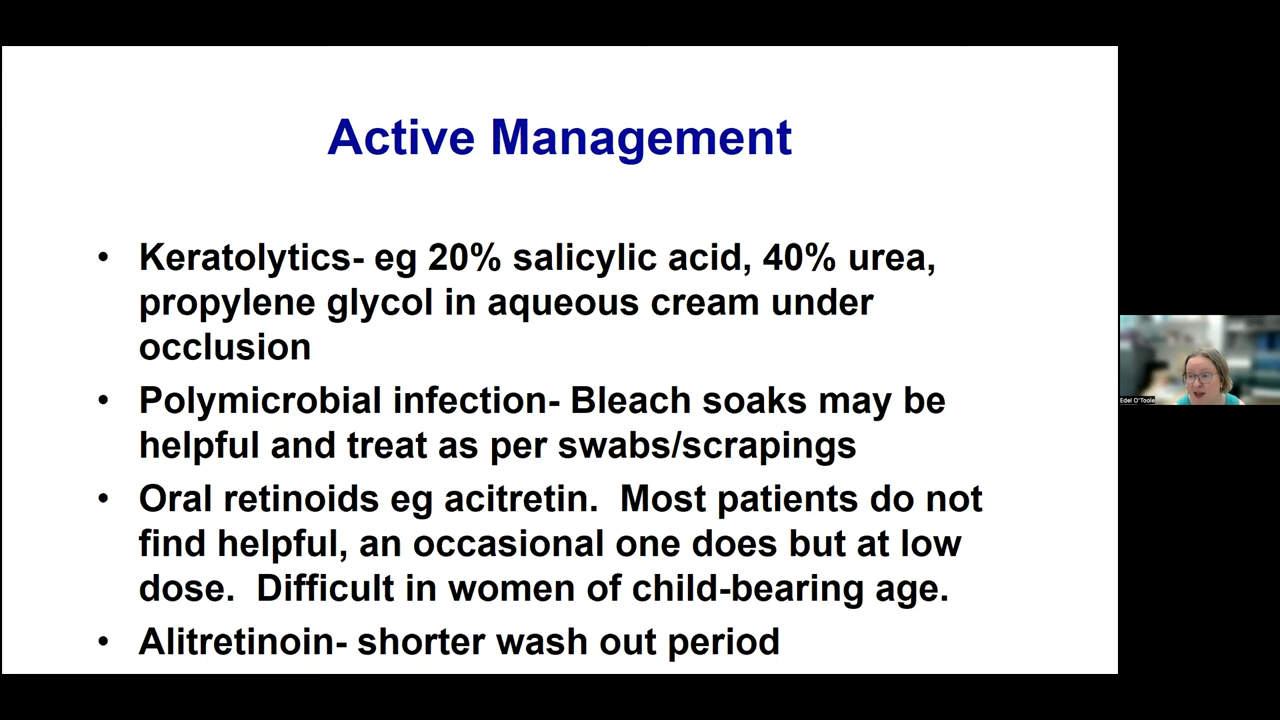 Active Management
• Keratolytics- eg 20% salicylic acid, 40% urea,
propylene glycol in aqueous cream under
occlusion
• Polymicrobial infection- Bleach soaks may be
helpful and treat as per swabs/scrapings
• Oral retinoids eg acitretin.  Most patients do not
find helpful, an occasional one does but at low
dose.  Difficult in women of child-bearing age.
• Alitretinoin- shorter wash out period
Edel O'Toole